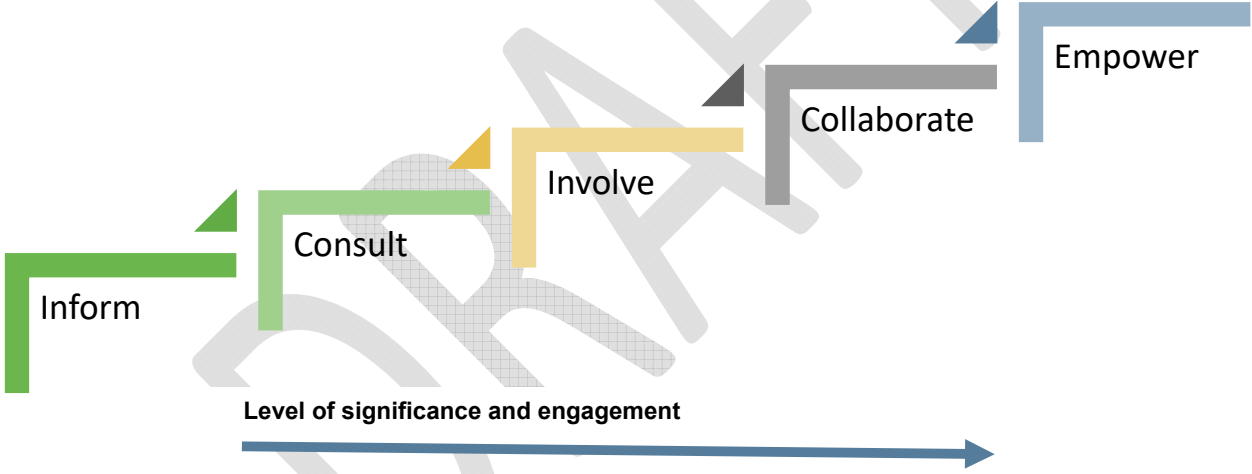 Inform
Consult
Involve
Collaborate
Empower
Level of significance and engagement
DRAFT